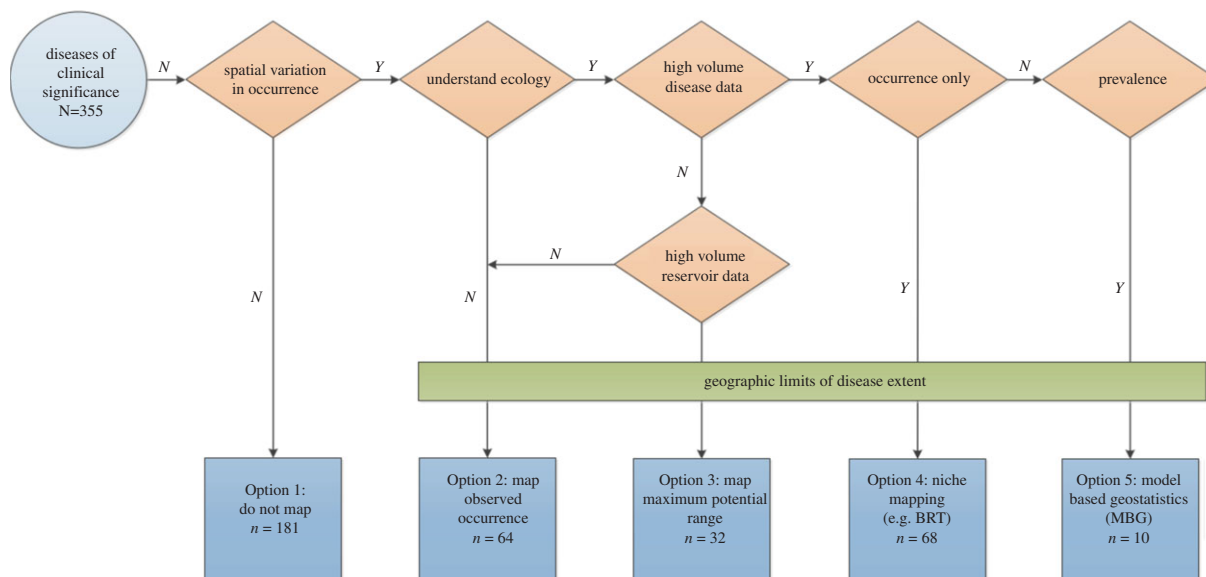 diseases of
clinical
significance
N=355
N
spatial variation
in occurrence
Y
understand ecology
Y
high volume
disease data
Y
occurrence only
N
prevalence
N
high volume
reservoir data
N
N
N
Y
Y
geographic limits of disease extent
Option 1:
do not map
n = 181
Option 2: map
observed
occurrence
n = 64
Option 3: map
maximum potential
range
n = 32
Option 4: niche
mapping
(e.g. BRT)
n = 68
Option 5: model
based geostatistics
(MBG)
n = 10